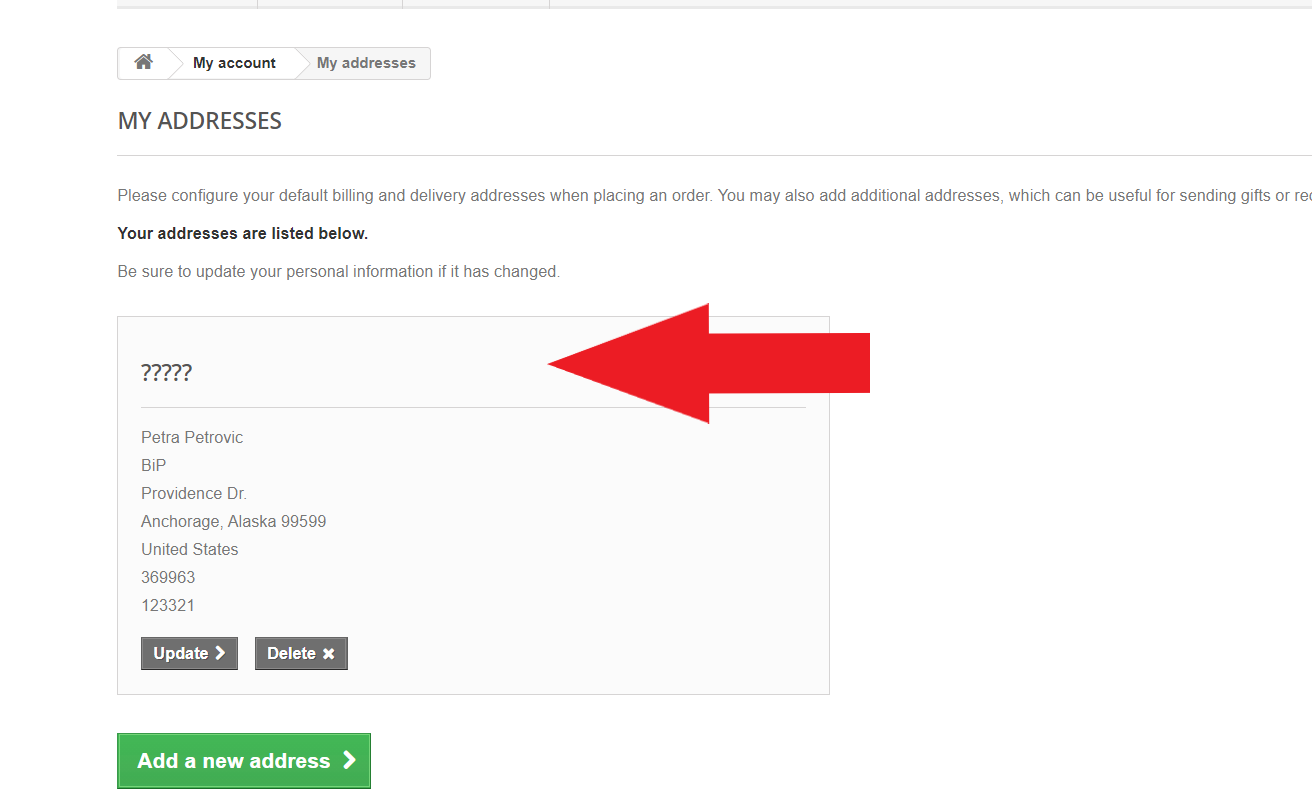 My account
My addresses
MY ADDRESSES
Please configure your default billing and delivery addresses when placing an order. You may also add additional addresses, which can be useful for sending gifts or
Your addresses are listed below.
Be sure to update your personal information if it has changed.
?????
Petra Petrovic
BiP
Providence Dr.
Anchorage, Alaska 99599
United States
369963
123321
Update
Delete
Add a new address